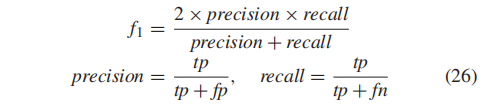 f₁ = 2 × precision × recall / precision + recall
precision = tp / tp + fp, recall = tp / tp + fn (26)